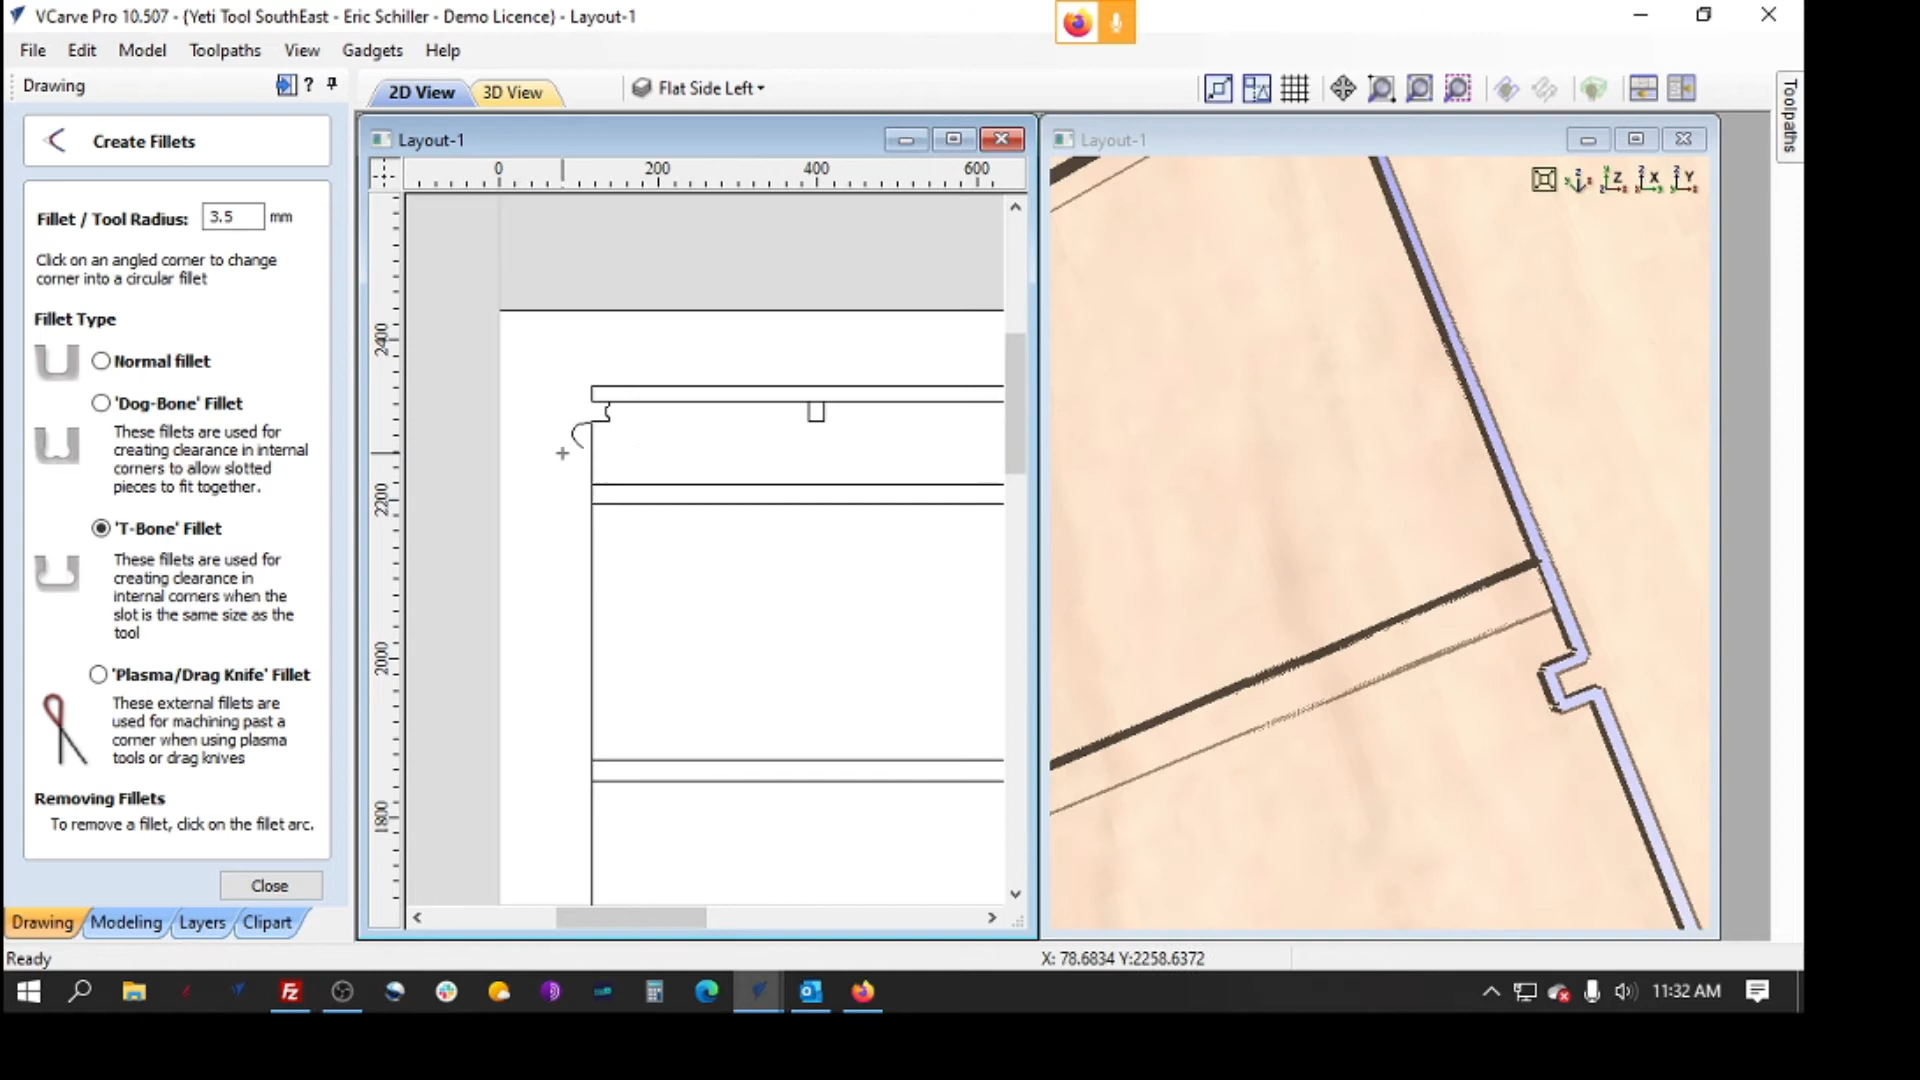 VCarve Pro 10.507 - {Yeti Tool SouthEast - Eric Schiller - Demo Licence} - Layout-1
File Edit Model Toolpaths View Gadgets Help
Drawing ?
2D View 3D View Flat Side Left
Toolpaths
Create Fillets
Layout-1
Layout-1
0 200 400 600
Z X Y
Fillet / Tool Radius: 3.5 mm
Click on an angled corner to change
corner into a circular fillet
Fillet Type
Normal fillet
'Dog-Bone' Fillet
These fillets are used for
creating clearance in internal
corners to allow slotted
pieces to fit together.
'T-Bone' Fillet
These fillets are used for
creating clearance in
internal corners when the
slot is the same size as the
tool
'Plasma/Drag Knife' Fillet
These external fillets are
used for machining past a
corner when using plasma
tools or drag knives
Removing Fillets
To remove a fillet, click on the fillet arc.
Close
2400
2200
2000
1800
Drawing Modeling Layers Clipart
Ready
X: 78.6834 Y:2258.6372
FZ
11:32 AM